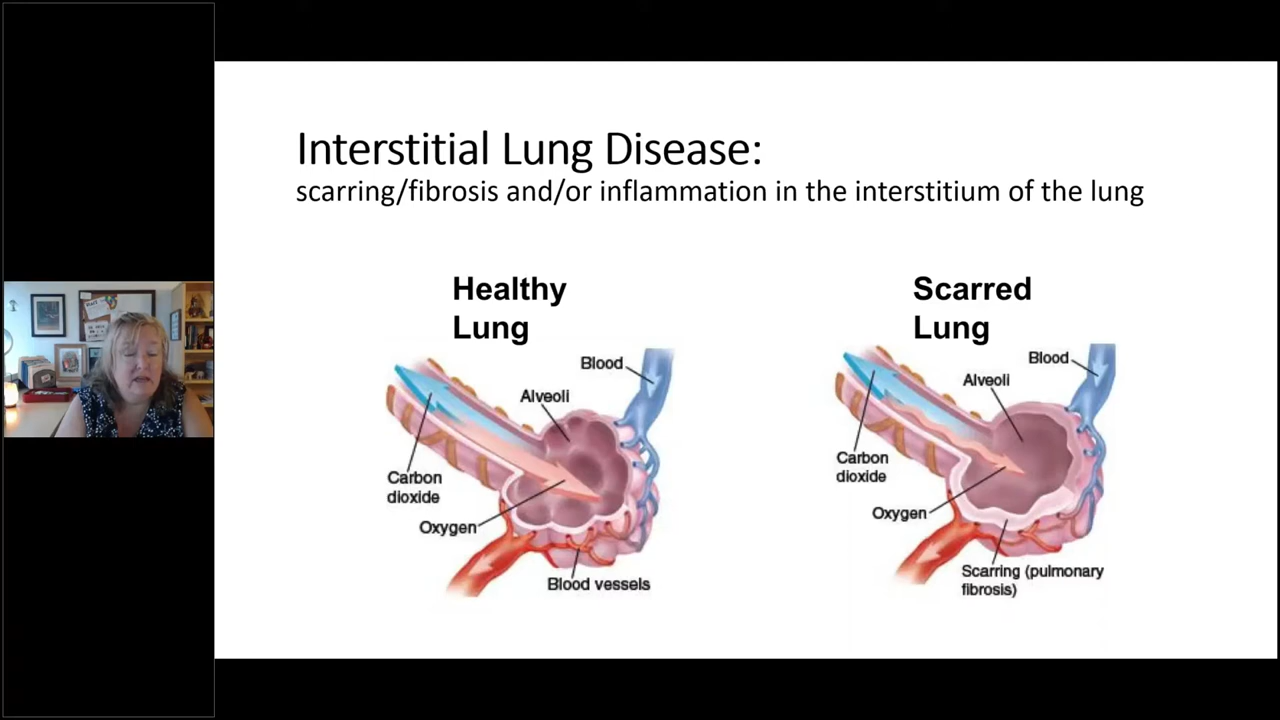 Interstitial Lung Disease:
scarring/fibrosis and/or inflammation in the interstitium of the lung
Healthy
Lung
Blood
Alveoli
Carbon
dioxide
Oxygen
Blood vessels
Scarred
Lung
Blood
Alveoli
Carbon
dioxide
Oxygen
Scarring (pulmonary
fibrosis)